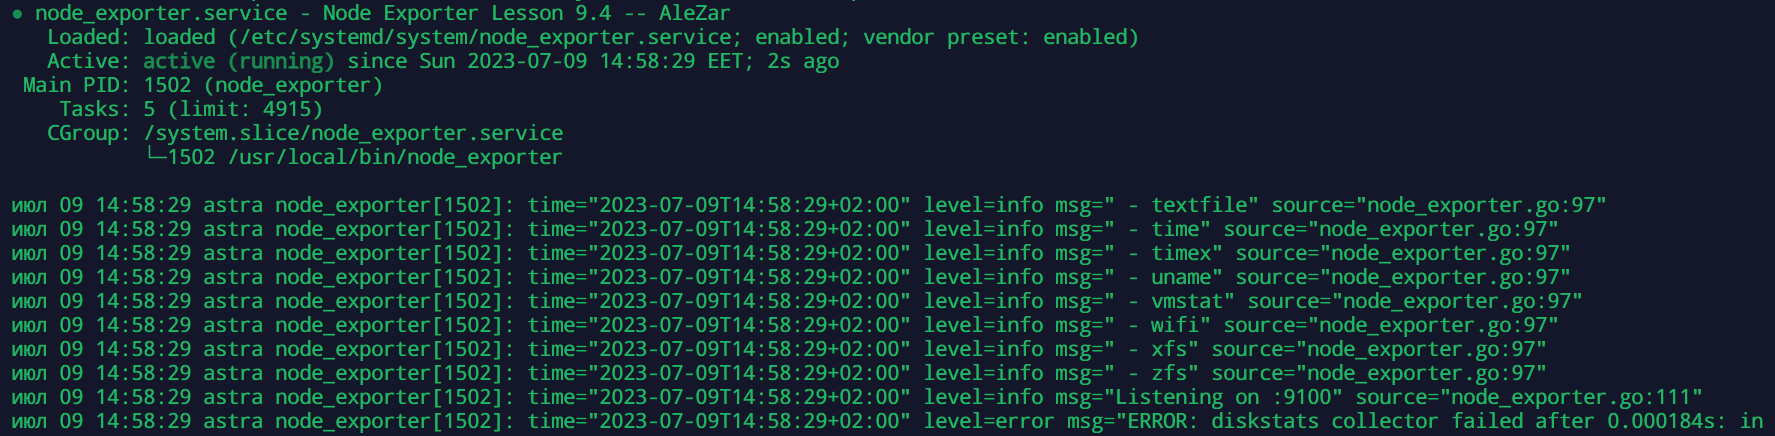 ● node_exporter.service - Node Exporter Lesson 9.4 -- AleZar
Loaded: loaded (/etc/systemd/system/node_exporter.service; enabled; vendor preset: enabled)
Active: active (running) since Sun 2023-07-09 14:58:29 EET; 2s ago
Main PID: 1502 (node_exporter)
Tasks: 5 (limit: 4915)
CGroup: /system.slice/node_exporter.service
└─1502 /usr/local/bin/node_exporter
июл 09 14:58:29 astra node_exporter[1502]: time="2023-07-09T14:58:29+02:00" level=info msg=" - textfile" source="node_exporter.go:97"
июл 09 14:58:29 astra node_exporter[1502]: time="2023-07-09T14:58:29+02:00" level=info msg=" - time" source="node_exporter.go:97"
июл 09 14:58:29 astra node_exporter[1502]: time="2023-07-09T14:58:29+02:00" level=info msg=" - timex" source="node_exporter.go:97"
июл 09 14:58:29 astra node_exporter[1502]: time="2023-07-09T14:58:29+02:00" level=info msg=" - uname" source="node_exporter.go:97"
июл 09 14:58:29 astra node_exporter[1502]: time="2023-07-09T14:58:29+02:00" level=info msg=" - vmstat" source="node_exporter.go:97"
июл 09 14:58:29 astra node_exporter[1502]: time="2023-07-09T14:58:29+02:00" level=info msg=" - wifi" source="node_exporter.go:97"
июл 09 14:58:29 astra node_exporter[1502]: time="2023-07-09T14:58:29+02:00" level=info msg=" - xfs" source="node_exporter.go:97"
июл 09 14:58:29 astra node_exporter[1502]: time="2023-07-09T14:58:29+02:00" level=info msg=" - zfs" source="node_exporter.go:97"
июл 09 14:58:29 astra node_exporter[1502]: time="2023-07-09T14:58:29+02:00" level=info msg="Listening on :9100" source="node_exporter.go:111"
июл 09 14:58:29 astra node_exporter[1502]: time="2023-07-09T14:58:29+02:00" level=error msg="ERROR: diskstats collector failed after 0.000184s: in